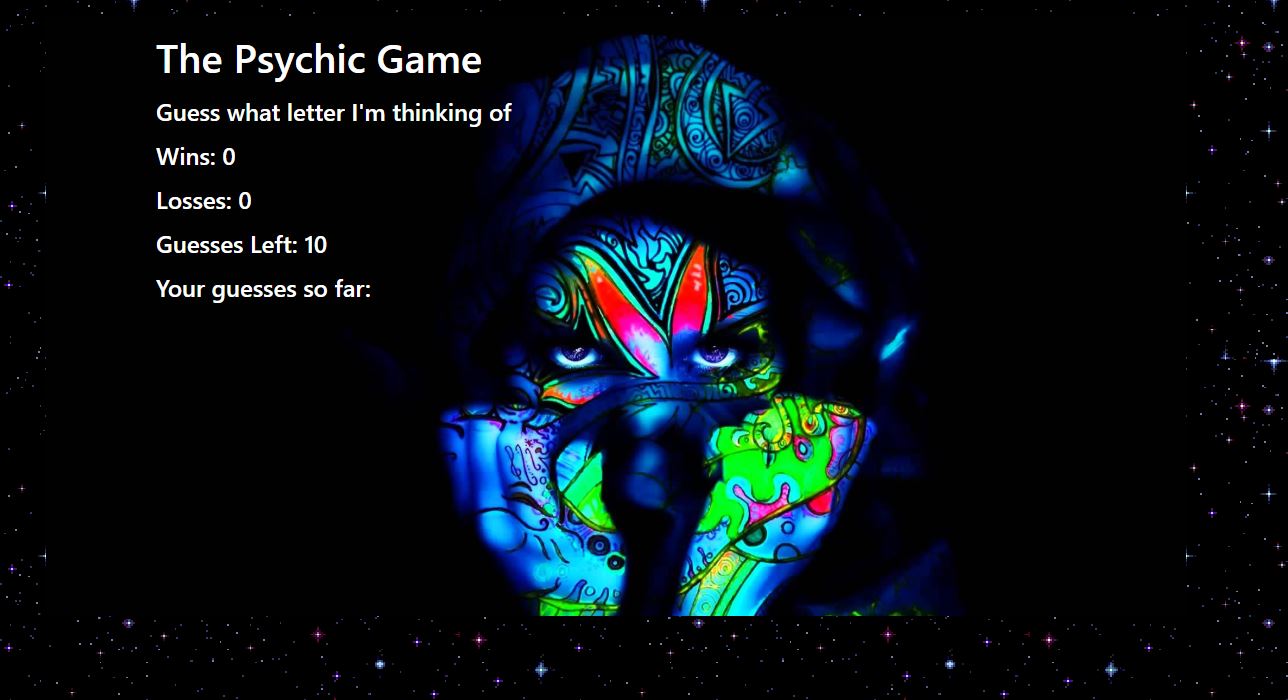 The Psychic Game
Guess what letter I'm thinking of
Wins: 0
Losses: 0
Guesses Left: 10
Your guesses so far: